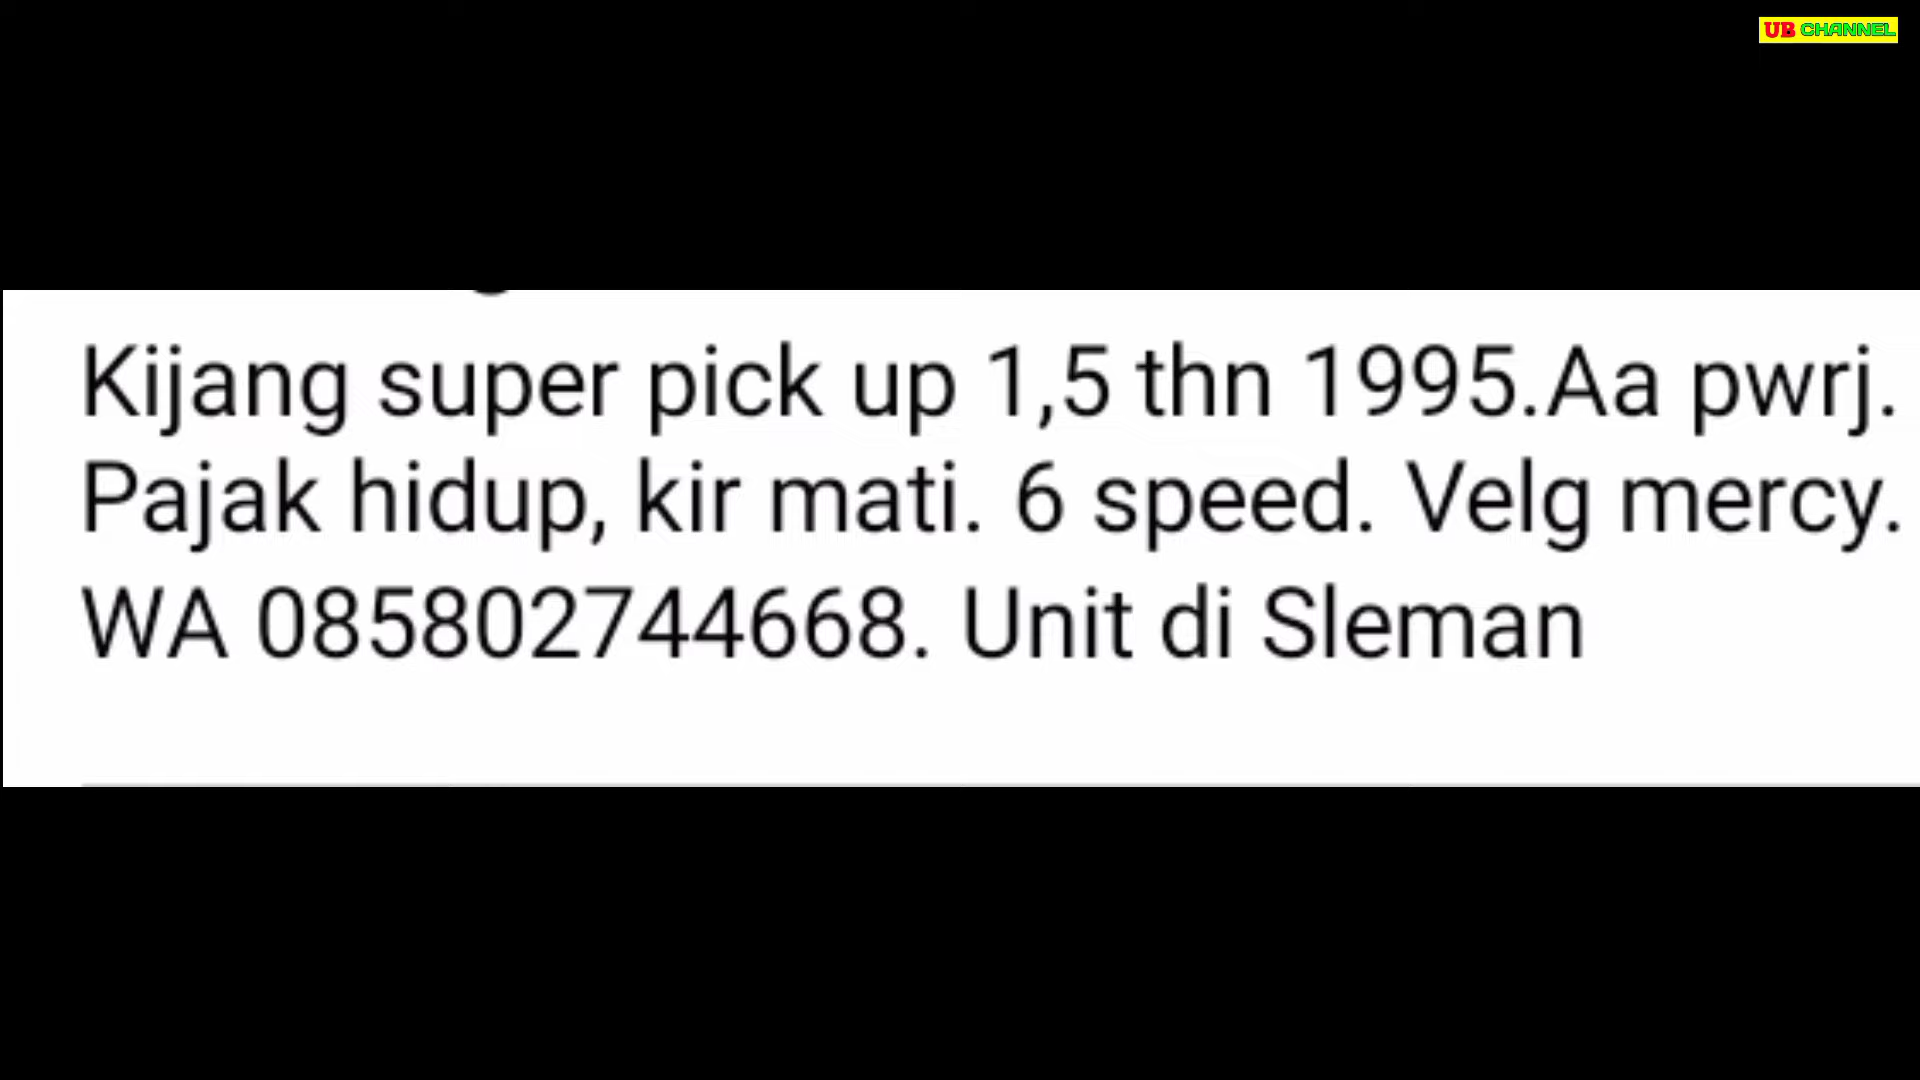 UB CHANNEL
Kijang super pick up 1,5 thn 1995.Aa pwrj.
Pajak hidup, kir mati. 6 speed. Velg mercy.
WA 085802744668. Unit di Sleman